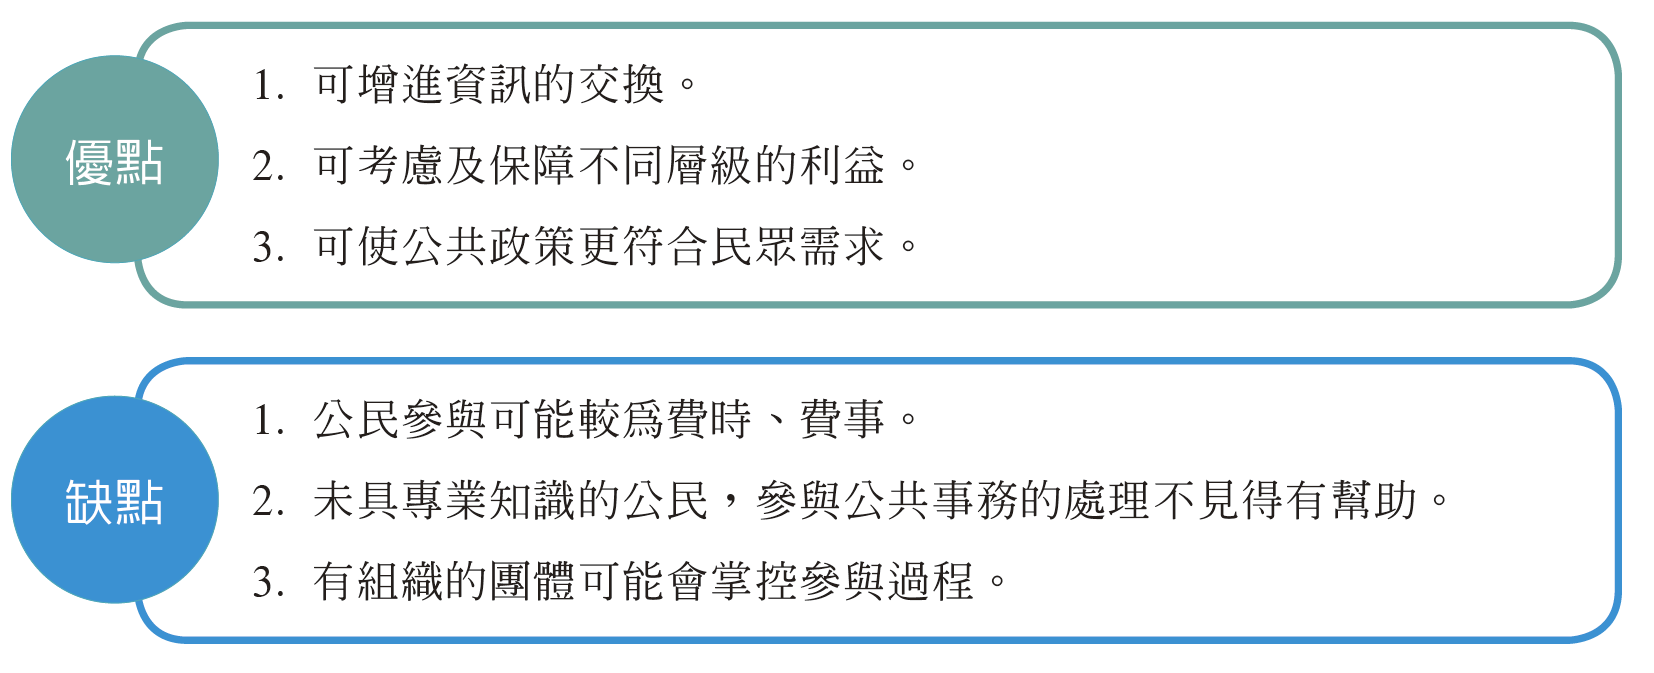 優點
1. 可增進資訊的交換。
2. 可考慮及保障不同層級的利益。
3. 可使公共政策更符合民眾需求。
缺點
1. 公民參與可能較為費時、費事。
2. 未具專業知識的公民，參與公共事務的處理不見得有幫助。
3. 有組織的團體可能會掌控參與過程。